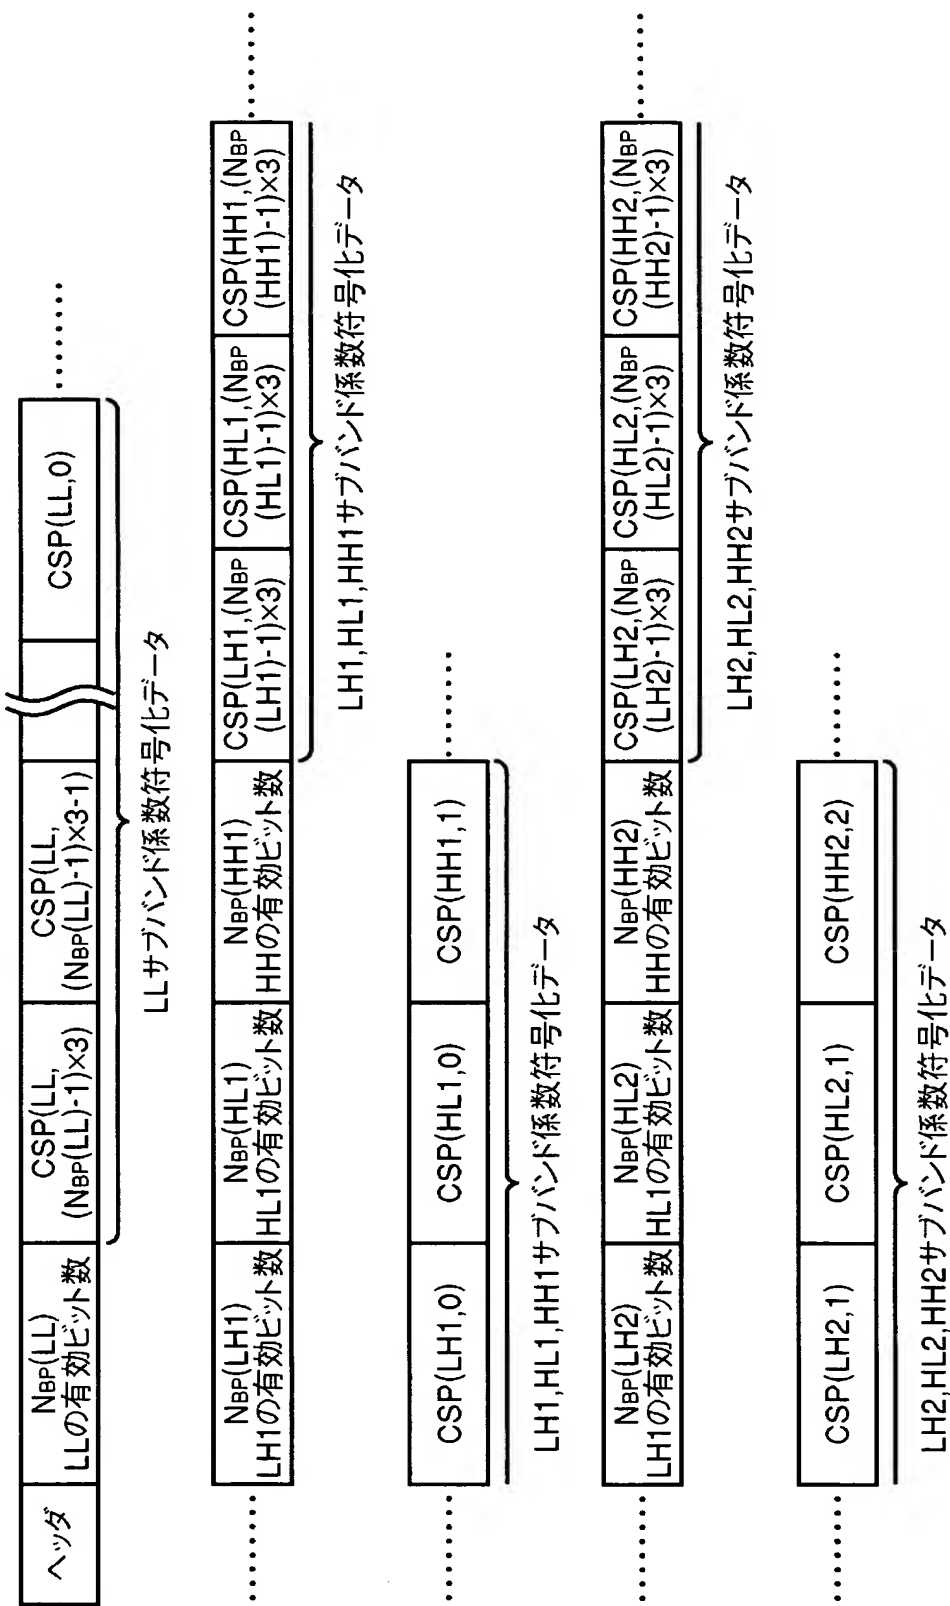 ヘッダ
NBP(LL)
LLの有効ビット数
CSP(LL,
(NBP(LL)-1)×3)
CSP(LL,
(NBP(LL)-1)×3-1)
CSP(LL,0)
········
LLサブバンド係数符号化データ
········
NBP(LH1)
LH1の有効ビット数
NBP(HL1)
HL1の有効ビット数
NBP(HH1)
HHの有効ビット数
CSP(LH1,(NBP
(LH1)-1)×3)
CSP(HL1,(NBP
(HL1)-1)×3)
CSP(HH1,(NBP
(HH1)-1)×3)
········
LH1,HL1,HH1サブバンド係数符号化データ
········
CSP(LH1,0)
CSP(HL1,0)
CSP(HH1,1)
········
LH1,HL1,HH1サブバンド係数符号化データ
········
NBP(LH2)
LH1の有効ビット数
NBP(HL2)
HL1の有効ビット数
NBP(HH2)
HHの有効ビット数
CSP(LH2,(NBP
(LH2)-1)×3)
CSP(HL2,(NBP
(HL2)-1)×3)
CSP(HH2,(NBP
(HH2)-1)×3)
········
LH2,HL2,HH2サブバンド係数符号化データ
········
CSP(LH2,1)
CSP(HL2,1)
CSP(HH2,2)
········
LH2,HL2,HH2サブバンド係数符号化データ